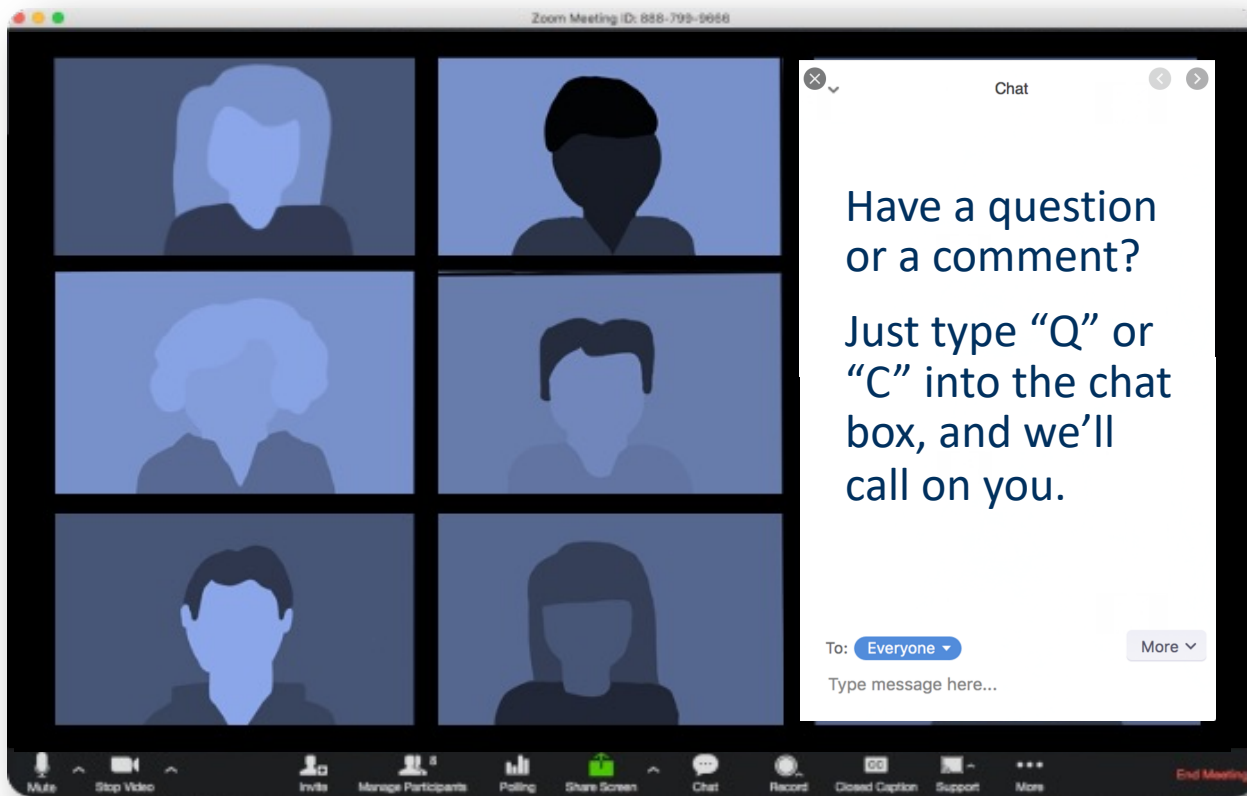 Zoom Meeting ID: 888-799-9666
Chat
Have a question
or a comment?
Just type “Q” or
“C” into the chat
box, and we’ll
call on you.
To: Everyone
More
Type message here...
Mute
Stop Video
Invite
Manage Participants
Polling
Share Screen
Chat
Record
CC
Closed Caption
Support
More
End Meeting